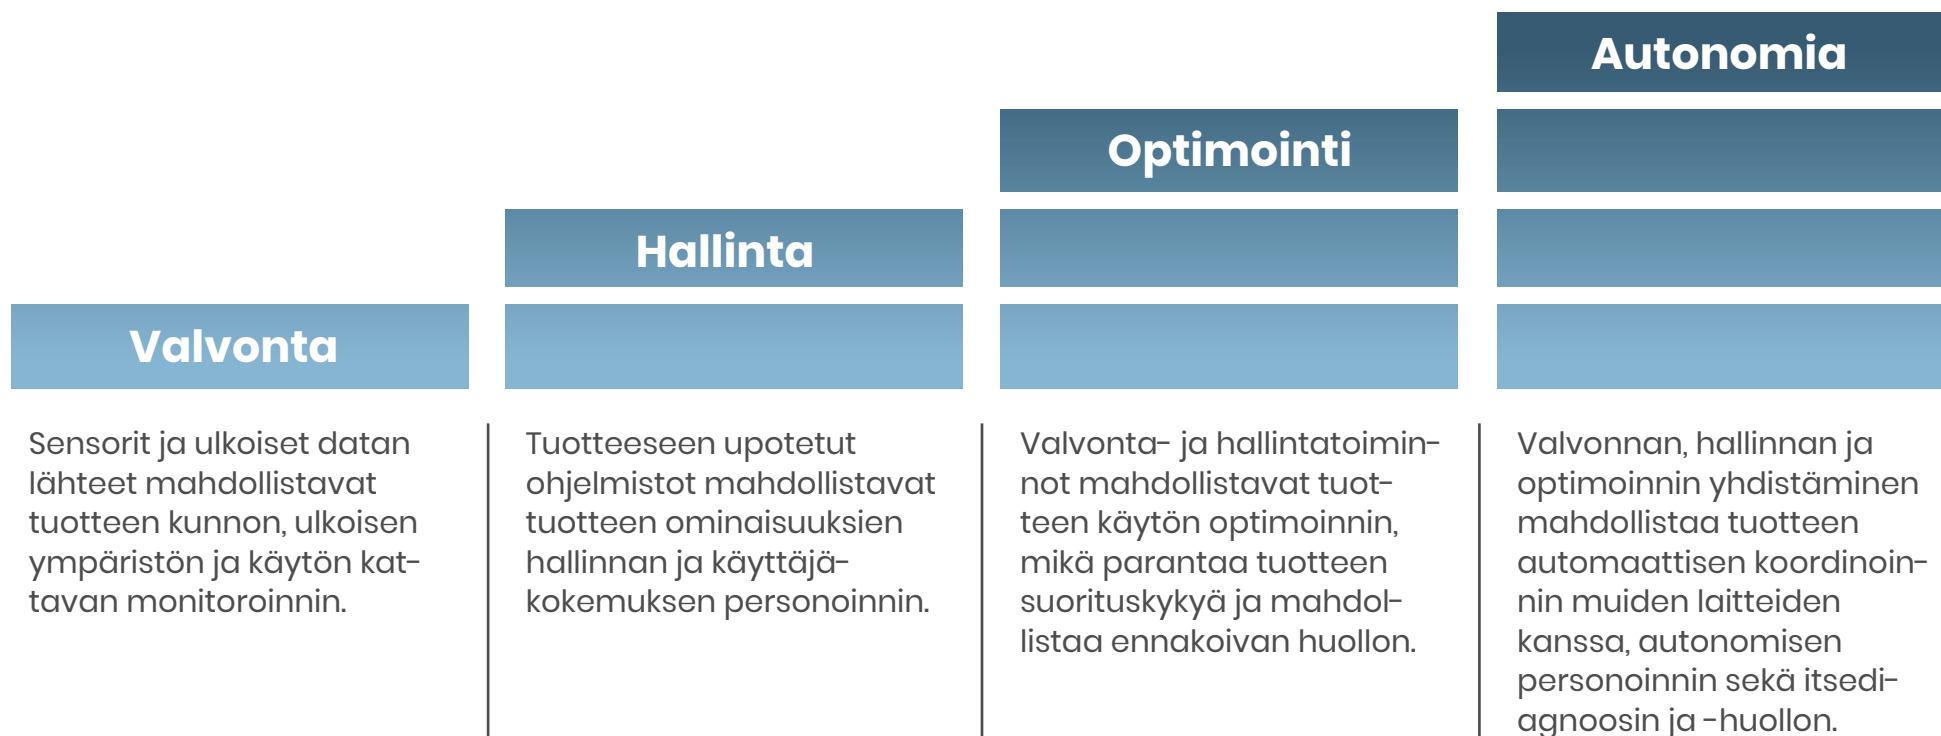 Autonomia
Optimointi
Hallinta
Valvonta
Sensorit ja ulkoiset datan
lähteet mahdollistavat
tuotteen kunnon, ulkoisen
ympäristön ja käytön kat-
tavan monitoroinnin.
Tuotteeseen upotetut
ohjelmistot mahdollistavat
tuotteen ominaisuuksien
hallinnan ja käyttäjä-
kokemuksen personoinnin.
Valvonta- ja hallintatoimin-
not mahdollistavat tuot-
teen käytön optimoinnin,
mikä parantaa tuotteen
suorituskykyä ja mahdol-
listaa ennakoivan huollon.
Valvonnan, hallinnan ja
optimoinnin yhdistäminen
mahdollistaa tuotteen
automaattisen koordinoin-
nin muiden laitteiden
kanssa, autonomisen
personoinnin sekä itsedi-
agnoosin ja -huollon.